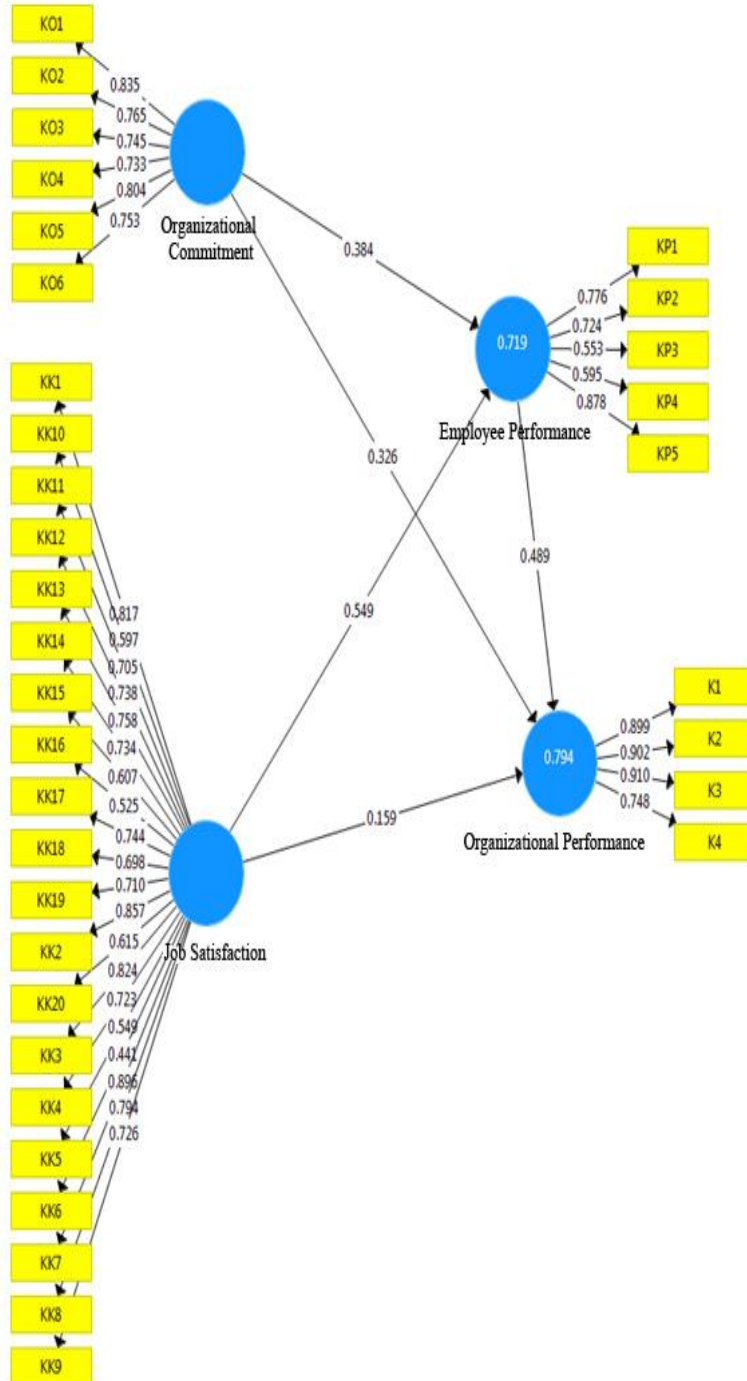 KO1
KO2
KO3
KO4
KO5
KO6
0.835
0.765
0.745
0.733
0.804
0.753
Organizational
Commitment
0.384
0.326
KP1
KP2
KP3
KP4
KP5
0.776
0.724
0.553
0.595
0.878
0.719
Employee Performance
0.489
0.549
KK1
KK10
KK11
KK12
KK13
KK14
KK15
KK16
KK17
KK18
KK19
KK2
KK20
KK3
KK4
KK5
KK6
KK7
KK8
KK9
0.817
0.597
0.705
0.738
0.758
0.734
0.607
0.525
0.744
0.698
0.710
0.857
0.615
0.824
0.723
0.549
0.441
0.896
0.794
0.726
Job Satisfaction
0.159
0.794
Organizational Performance
0.899
0.902
0.910
0.748
K1
K2
K3
K4